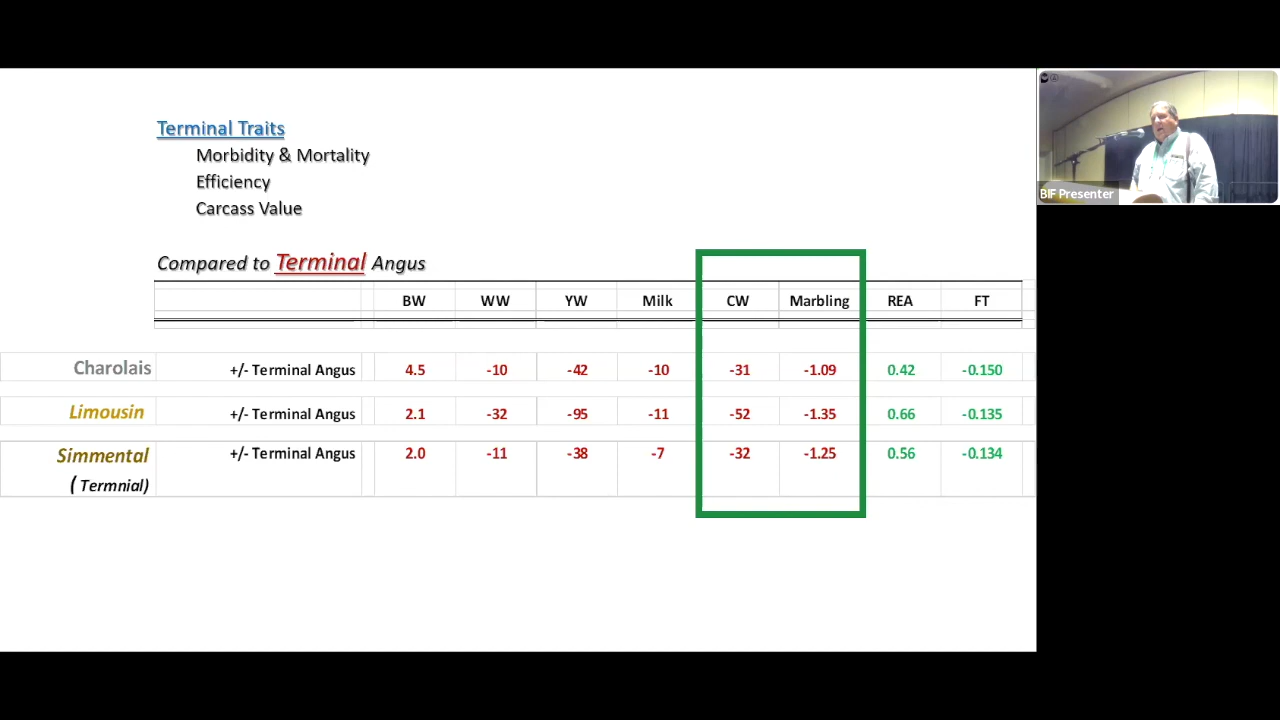 Terminal Traits
Morbidity & Mortality
Efficiency
Carcass Value
Compared to Terminal Angus
BW WW YW Milk CW Marbling REA FT
Charolais +/- Terminal Angus 4.5 -10 -42 -10 -31 -1.09 0.42 -0.150
Limousin +/- Terminal Angus 2.1 -32 -95 -11 -52 -1.35 0.66 -0.135
Simmental +/- Terminal Angus 2.0 -11 -38 -7 -32 -1.25 0.56 -0.134
( Termnial)
BIF Presenter